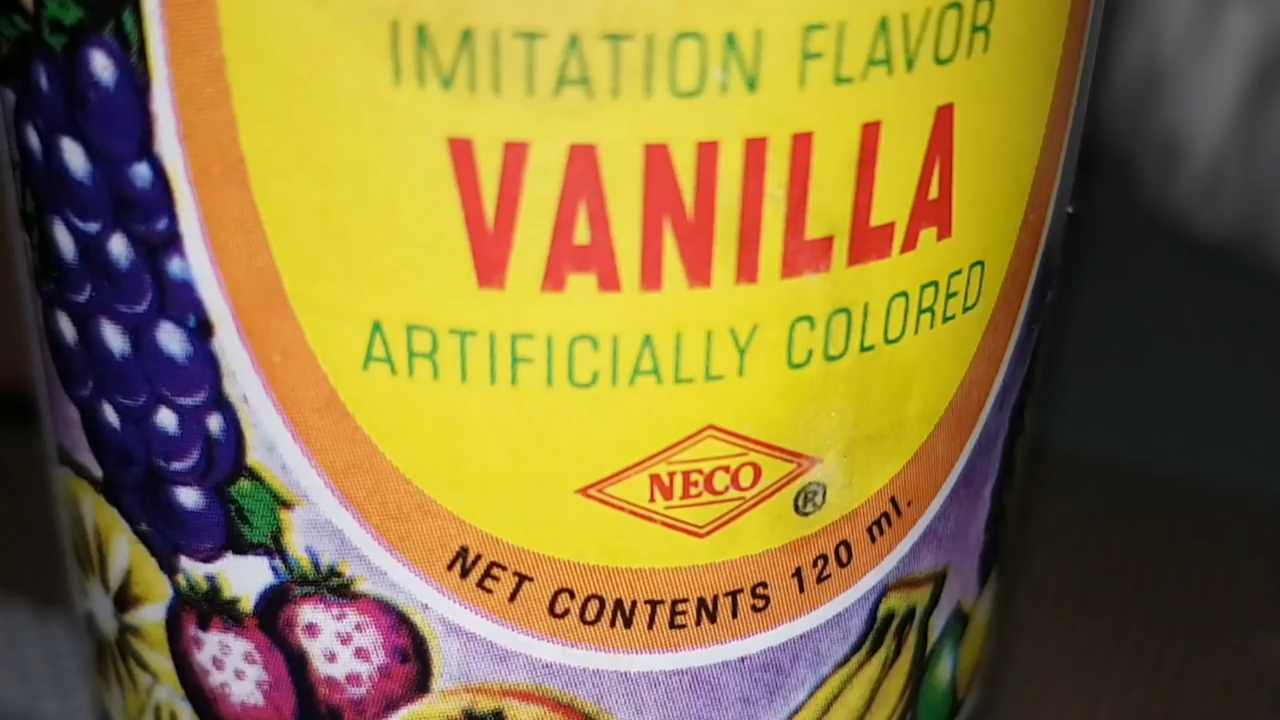 IMITATION FLAVOR
VANILLA
ARTIFICIALLY COLORED
NECO ®
NET CONTENTS 120 ml.